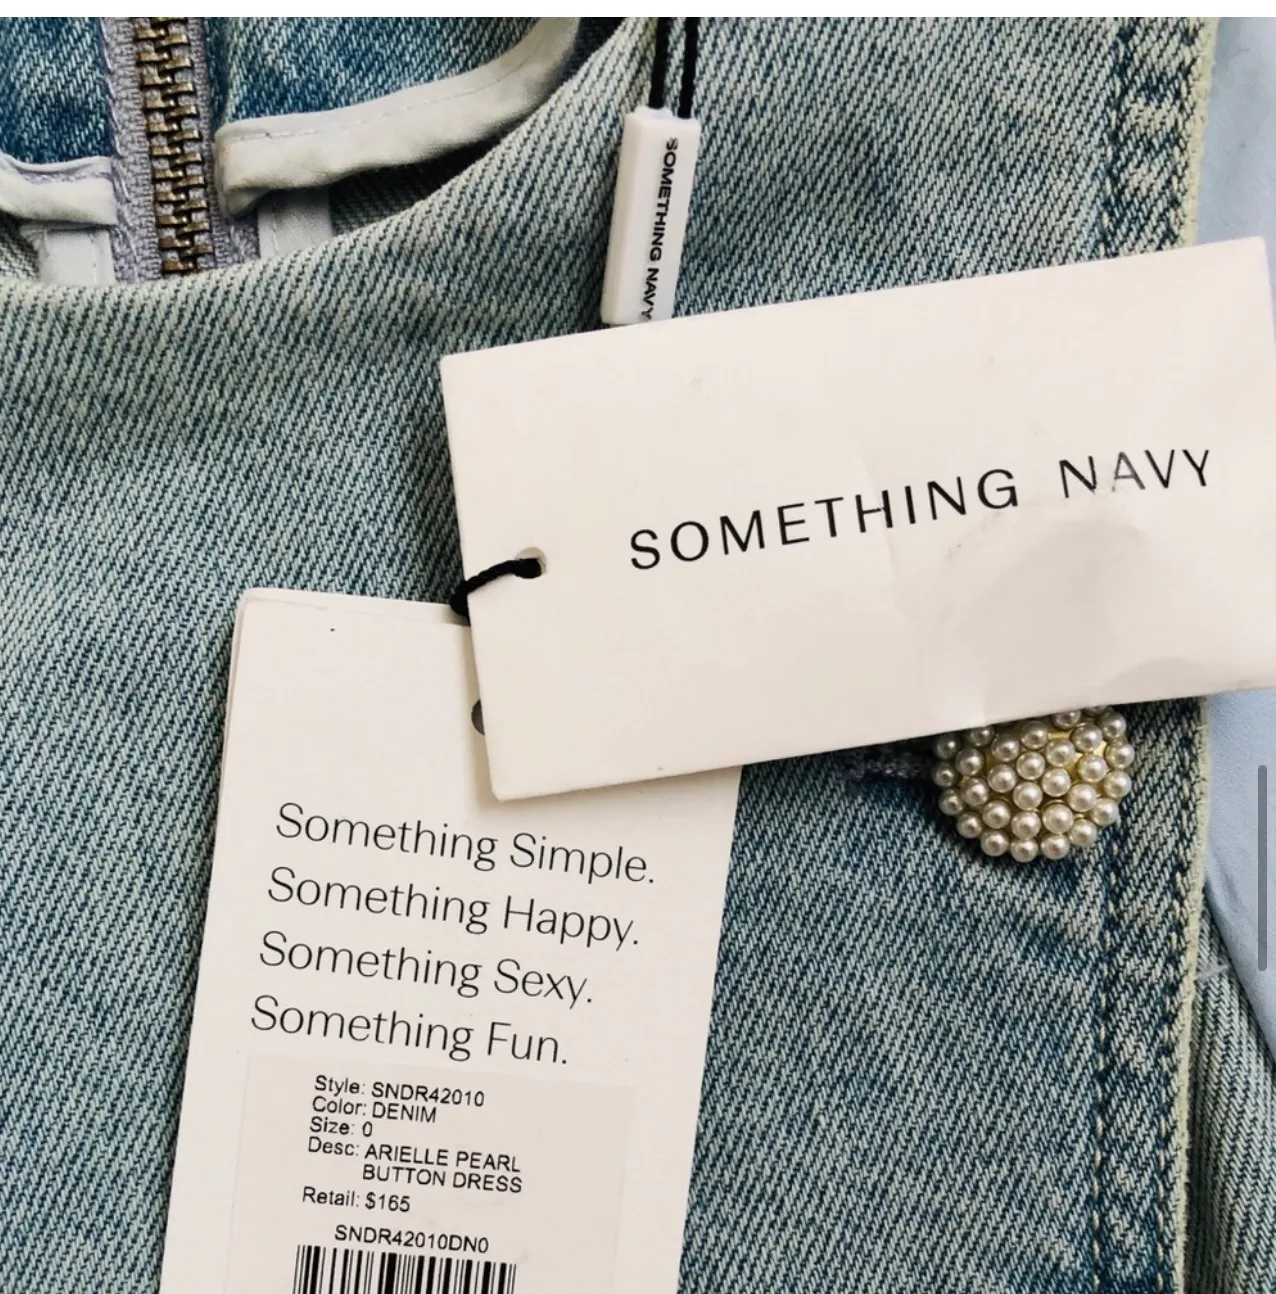 SOMETHING NAVY
SOMETHING NAVY
Something Simple.
Something Happy.
Something Sexy.
Something Fun.
Style: SNDR42010
Color: DENIM
Size: 0
Desc: ARIELLE PEARL
BUTTON DRESS
Retail: $165
SNDR42010DN0